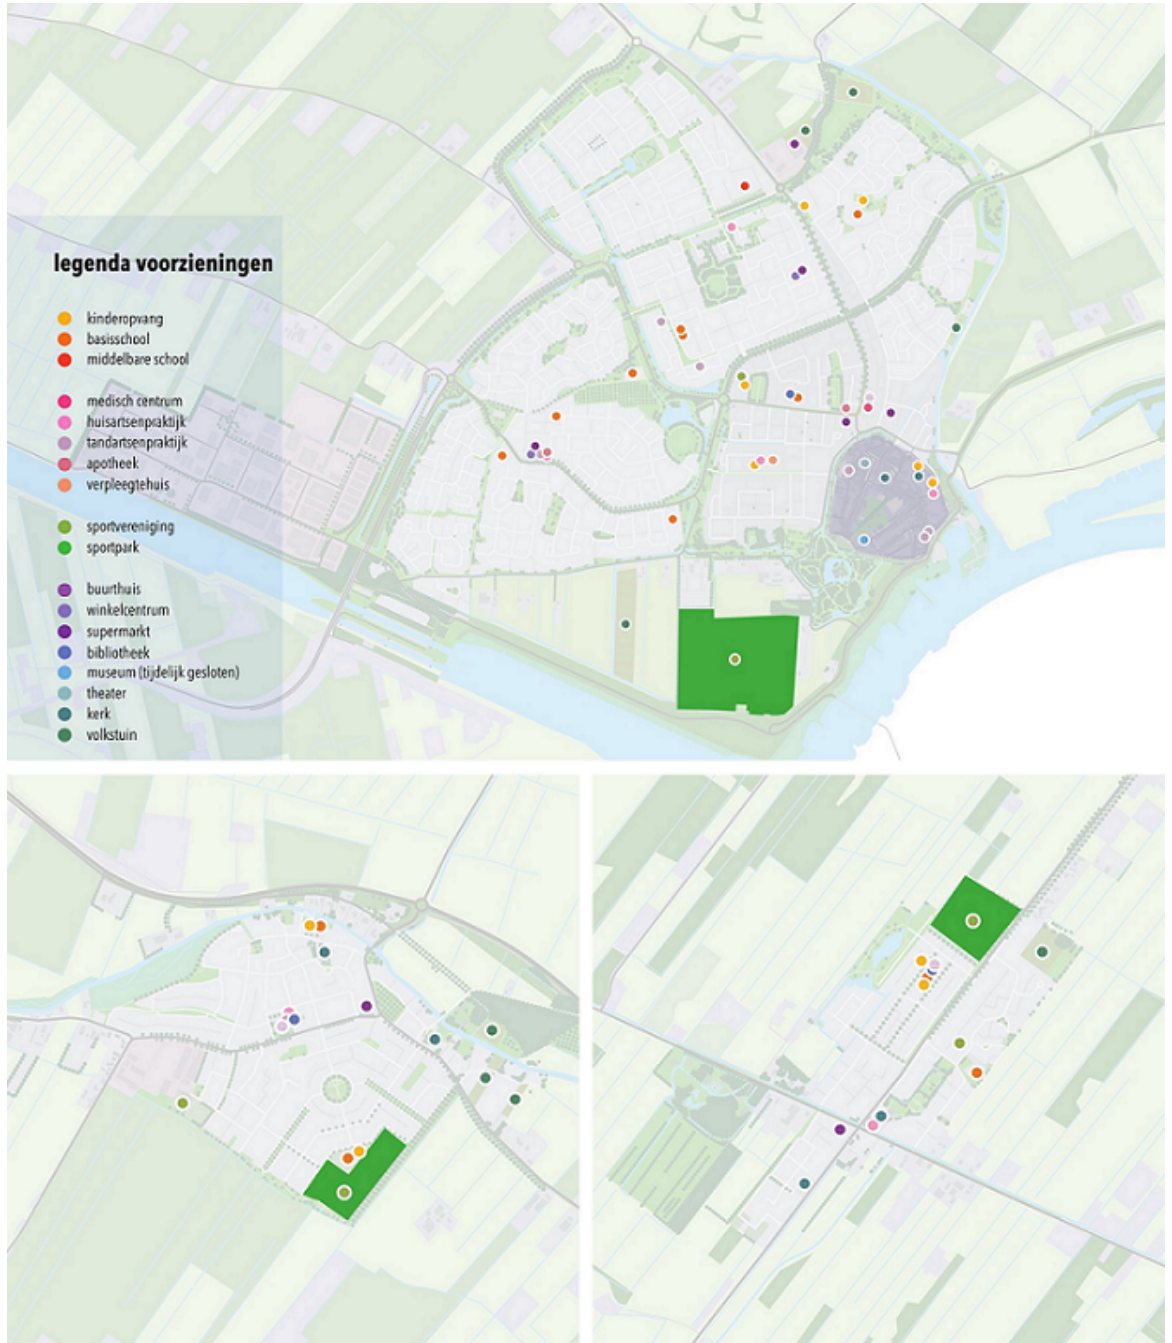 legenda voorzieningen
kinderopvang
basisschool
middelbare school
medisch centrum
huisartsenpraktijk
tandartsenpraktijk
apotheek
verpleegtehuis
sportvereniging
sportpark
buurthuis
winkelcentrum
supermarkt
bibliotheek
museum (tijdelijk gesloten)
theater
kerk
volkstuin